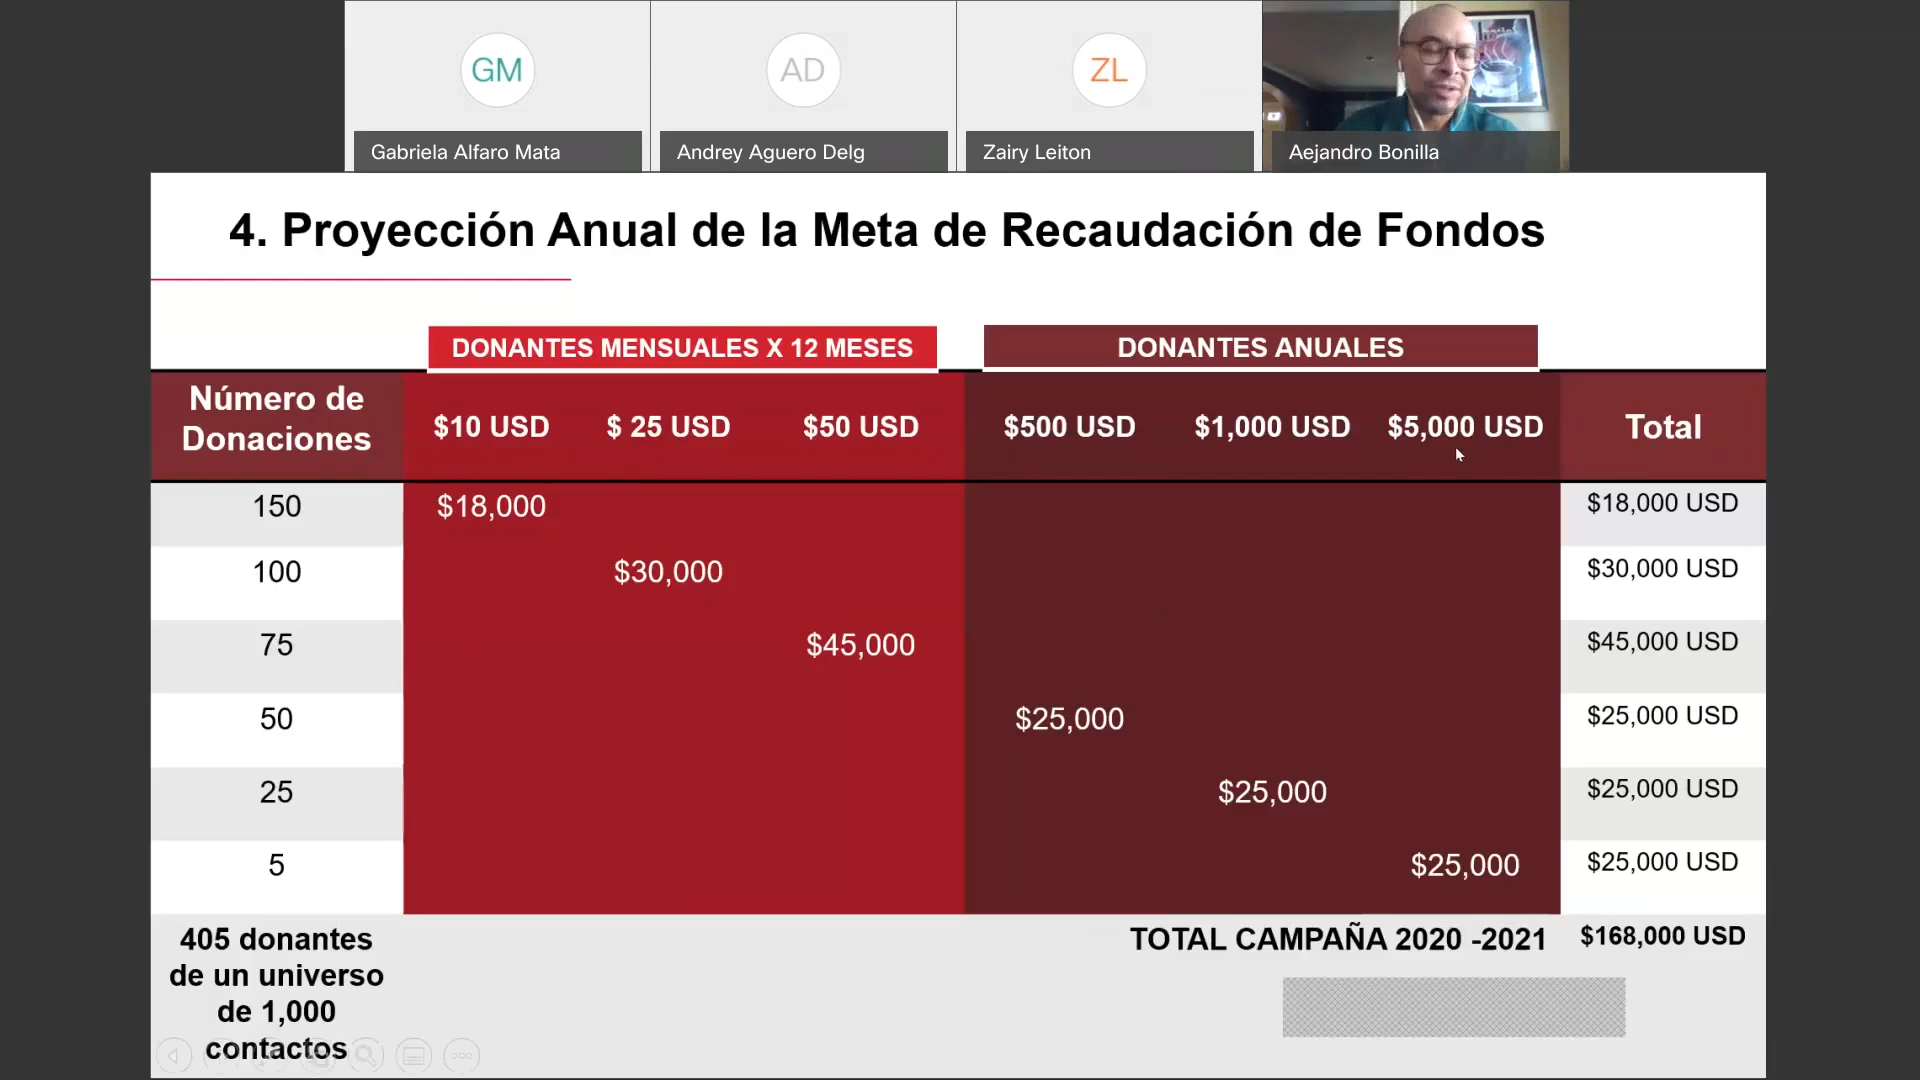 GM
AD
ZL
Gabriela Alfaro Mata
Andrey Aguero Delg
Zairy Leiton
Aejandro Bonilla
4. Proyección Anual de la Meta de Recaudación de Fondos
DONANTES MENSUALES X 12 MESES
DONANTES ANUALES
Número de
Donaciones
$10 USD
$ 25 USD
$50 USD
$500 USD
$1,000 USD
$5,000 USD
Total
150
$18,000
$18,000 USD
100
$30,000
$30,000 USD
75
$45,000
$45,000 USD
50
$25,000
$25,000 USD
25
$25,000
$25,000 USD
5
$25,000
$25,000 USD
405 donantes
de un universo
de 1,000
contactos
TOTAL CAMPAÑA 2020 -2021
$168,000 USD